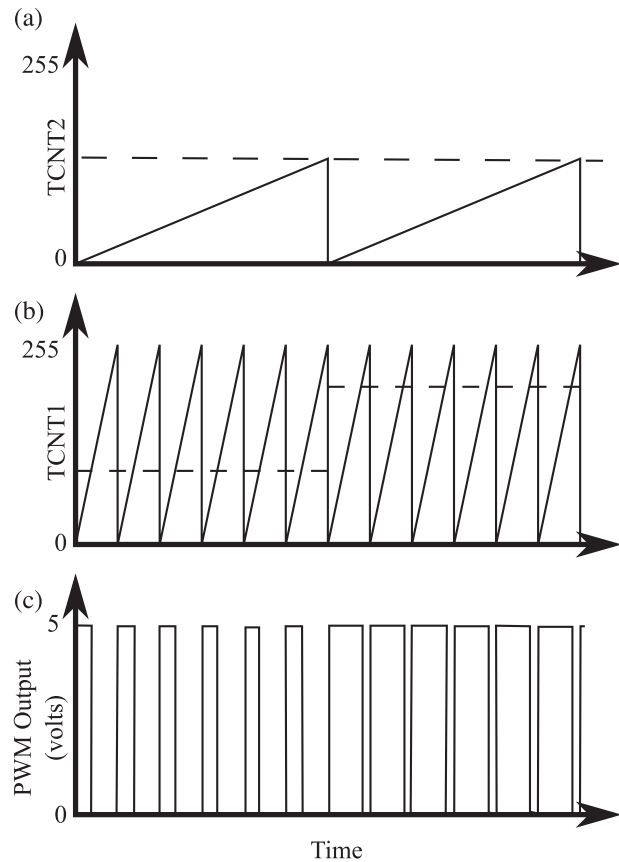 (a)
255
TCNT2
0
(b)
255
TCNT1
0
(c)
5
PWM Output
(volts)
0
Time